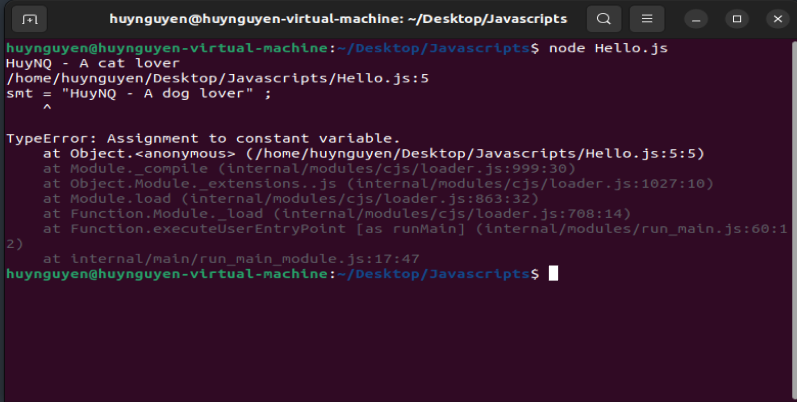 huynguyen@huynguyen-virtual-machine: ~/Desktop/Javascripts
huynguyen@huynguyen-virtual-machine:~/Desktop/Javascripts$ node Hello.js
HuyNQ - A cat lover
/home/huynguyen/Desktop/Javascripts/Hello.js:5
smt = "HuyNQ - A dog lover" ;
    ^
TypeError: Assignment to constant variable.
    at Object.<anonymous> (/home/huynguyen/Desktop/Javascripts/Hello.js:5:5)
    at Module._compile (internal/modules/cjs/loader.js:999:30)
    at Object.Module._extensions..js (internal/modules/cjs/loader.js:1027:10)
    at Module.load (internal/modules/cjs/loader.js:863:32)
    at Function.Module._load (internal/modules/cjs/loader.js:708:14)
    at Function.executeUserEntryPoint [as runMain] (internal/modules/run_main.js:60:1
2)
    at internal/main/run_main_module.js:17:47
huynguyen@huynguyen-virtual-machine:~/Desktop/Javascripts$